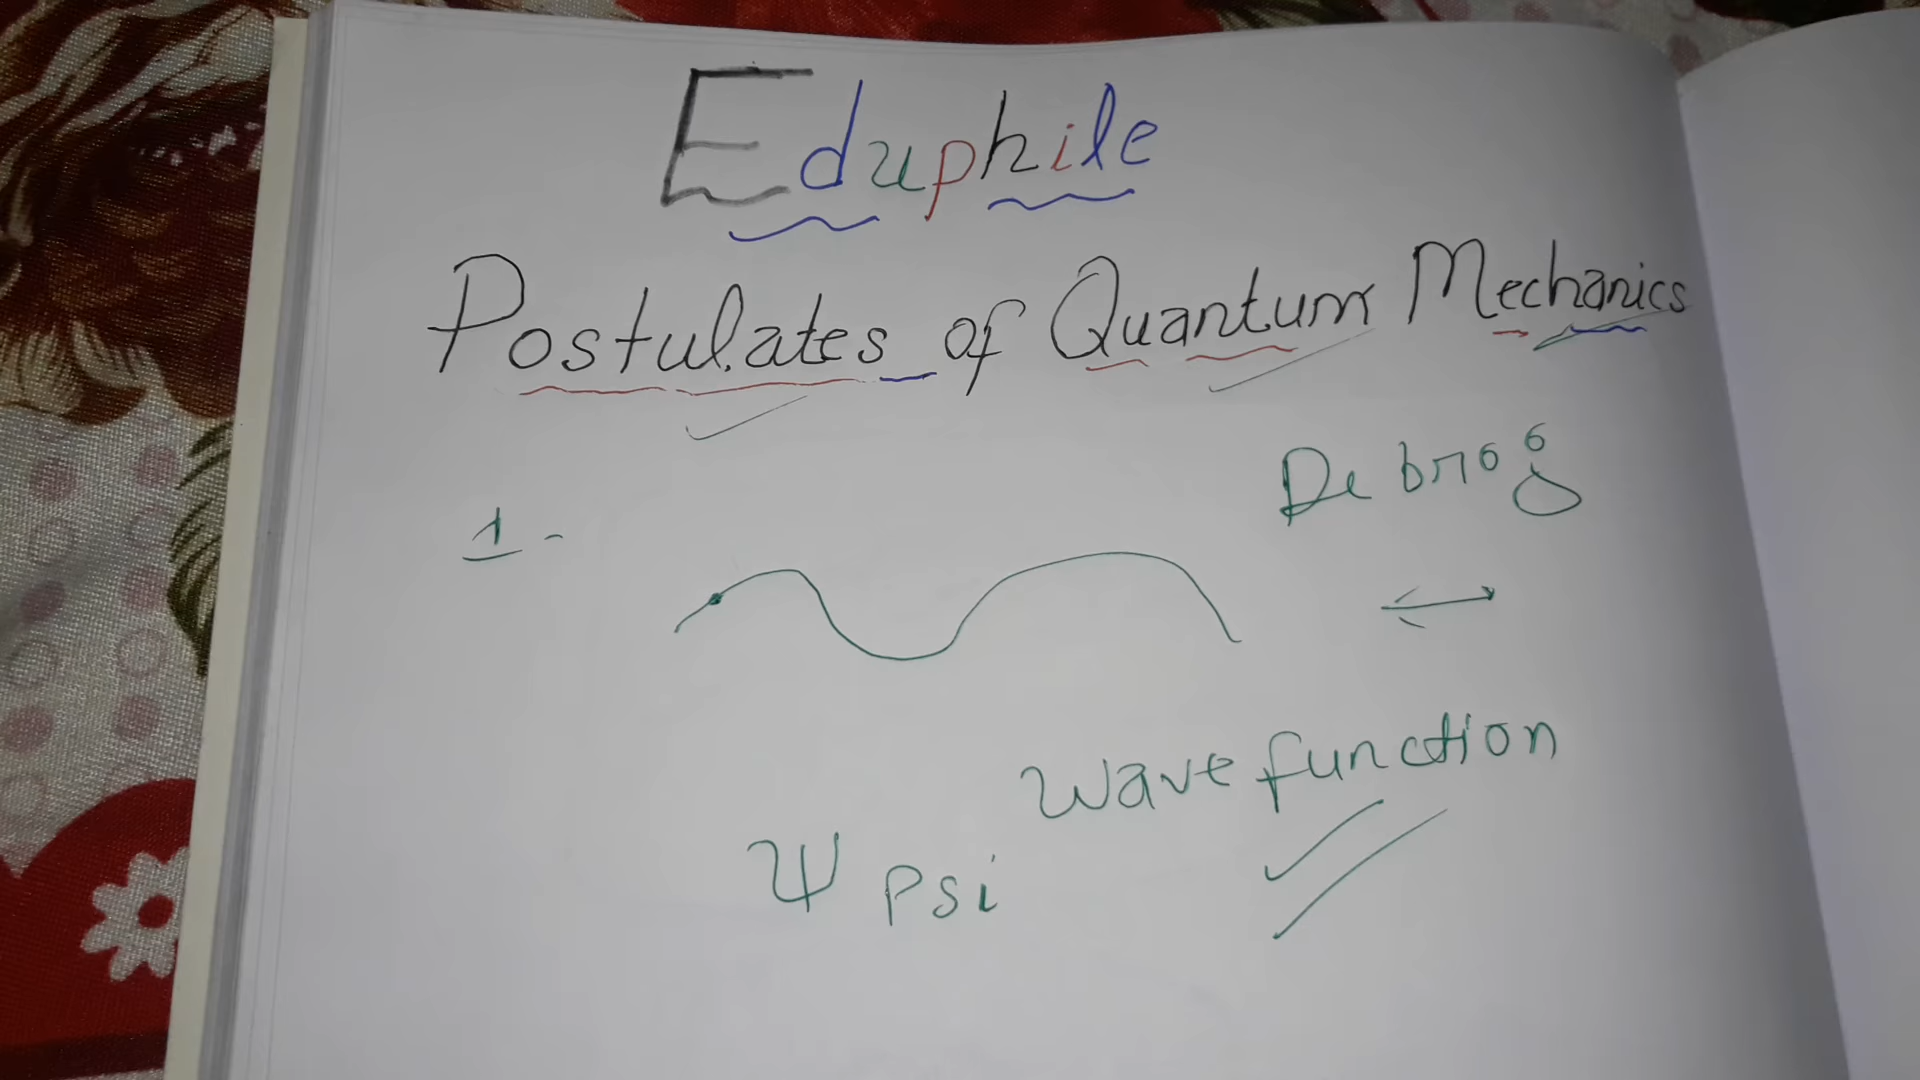 Eduphile
Postulates of Quantum Mechanics
De brog
1 -
Wave function
Ψ Psi